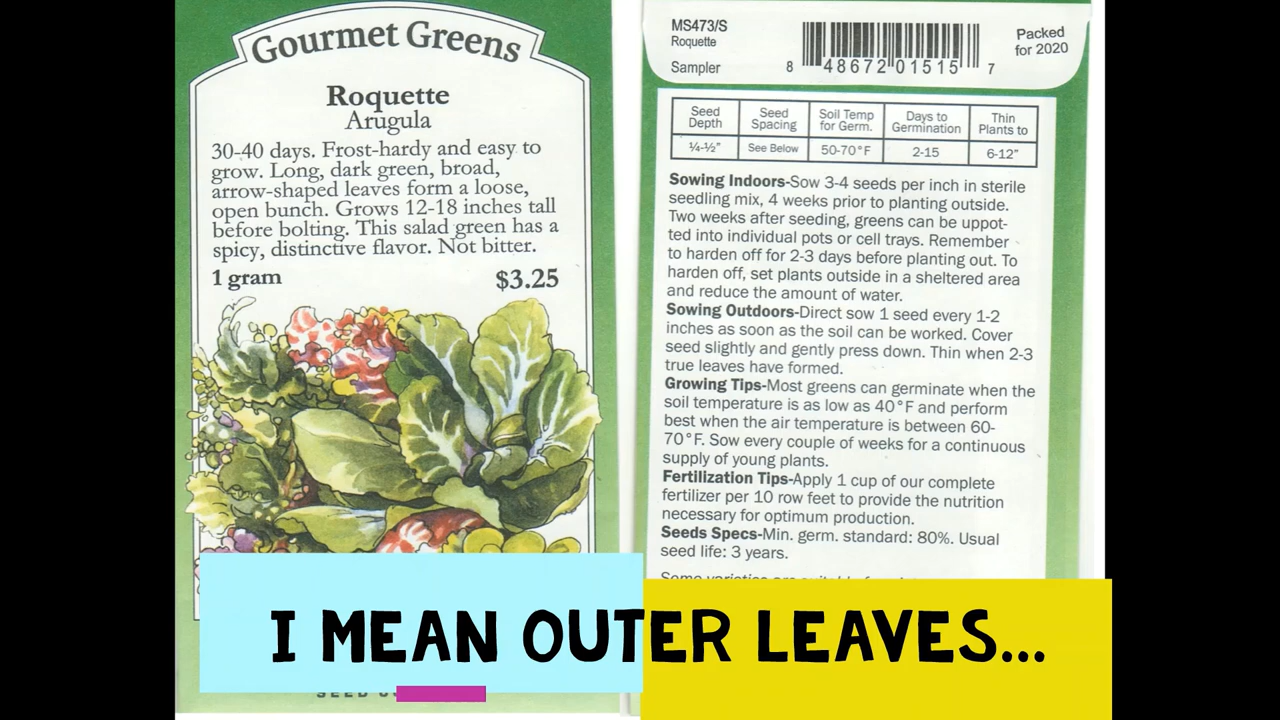 Gourmet Greens
Roquette
Arugula
30-40 days. Frost-hardy and easy to
grow. Long, dark green, broad,
arrow-shaped leaves form a loose,
open bunch. Grows 12-18 inches tall
before bolting. This salad green has a
spicy, distinctive flavor. Not bitter.
1 gram $3.25
MS473/S
Roquette
Sampler
8 48672 01515 7
Packed
for 2020
Seed Depth Seed Spacing Soil Temp for Germ. Days to Germination Thin Plants to
¼-½" See Below 50-70°F 2-15 6-12"
Sowing Indoors-Sow 3-4 seeds per inch in sterile
seedling mix, 4 weeks prior to planting outside.
Two weeks after seeding, greens can be uppot-
ted into individual pots or cell trays. Remember
to harden off for 2-3 days before planting out. To
harden off, set plants outside in a sheltered area
and reduce the amount of water.
Sowing Outdoors-Direct sow 1 seed every 1-2
inches as soon as the soil can be worked. Cover
seed slightly and gently press down. Thin when 2-3
true leaves have formed.
Growing Tips-Most greens can germinate when the
soil temperature is as low as 40°F and perform
best when the air temperature is between 60-
70°F. Sow every couple of weeks for a continuous
supply of young plants.
Fertilization Tips-Apply 1 cup of our complete
fertilizer per 10 row feet to provide the nutrition
necessary for optimum production.
Seeds Specs-Min. germ. standard: 80%. Usual
seed life: 3 years.
I MEAN OUTER LEAVES...
SEED